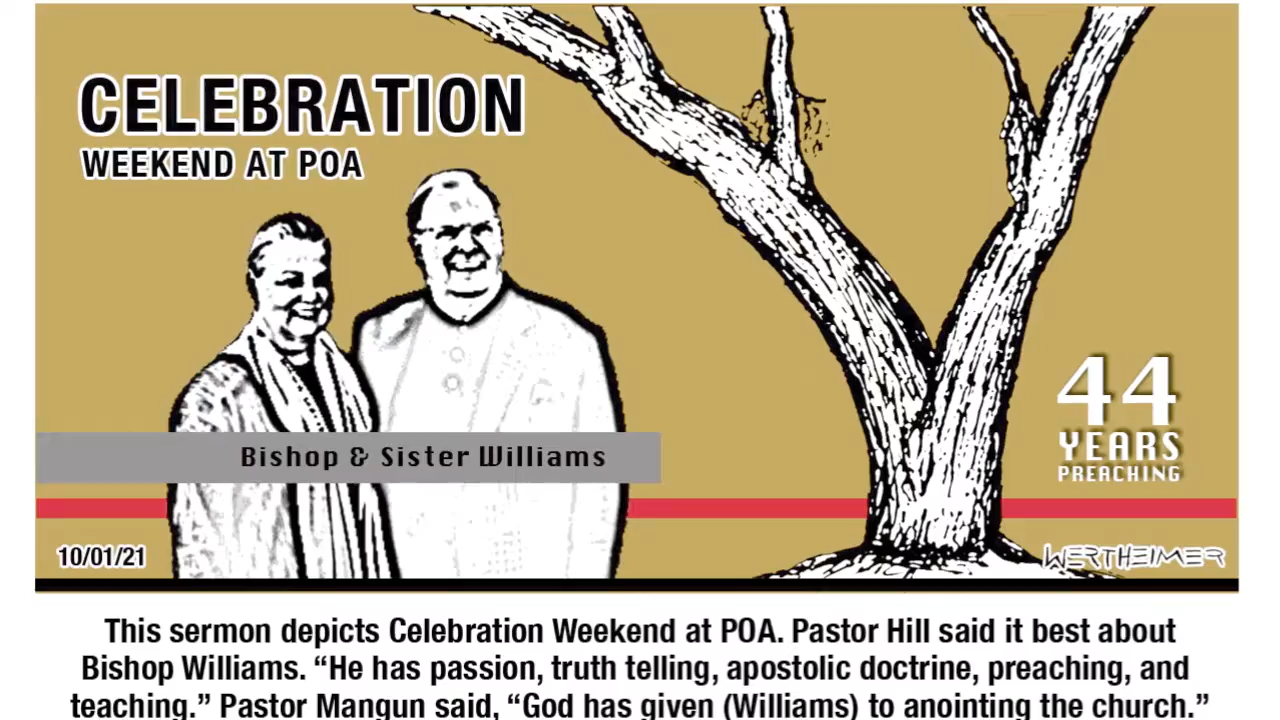 CELEBRATION
WEEKEND AT POA
Bishop & Sister Williams
44
YEARS
PREACHING
10/01/21
WERTHEIMER
This sermon depicts Celebration Weekend at POA. Pastor Hill said it best about
Bishop Williams. “He has passion, truth telling, apostolic doctrine, preaching, and
teaching.” Pastor Mangun said, “God has given (Williams) to anointing the church.”